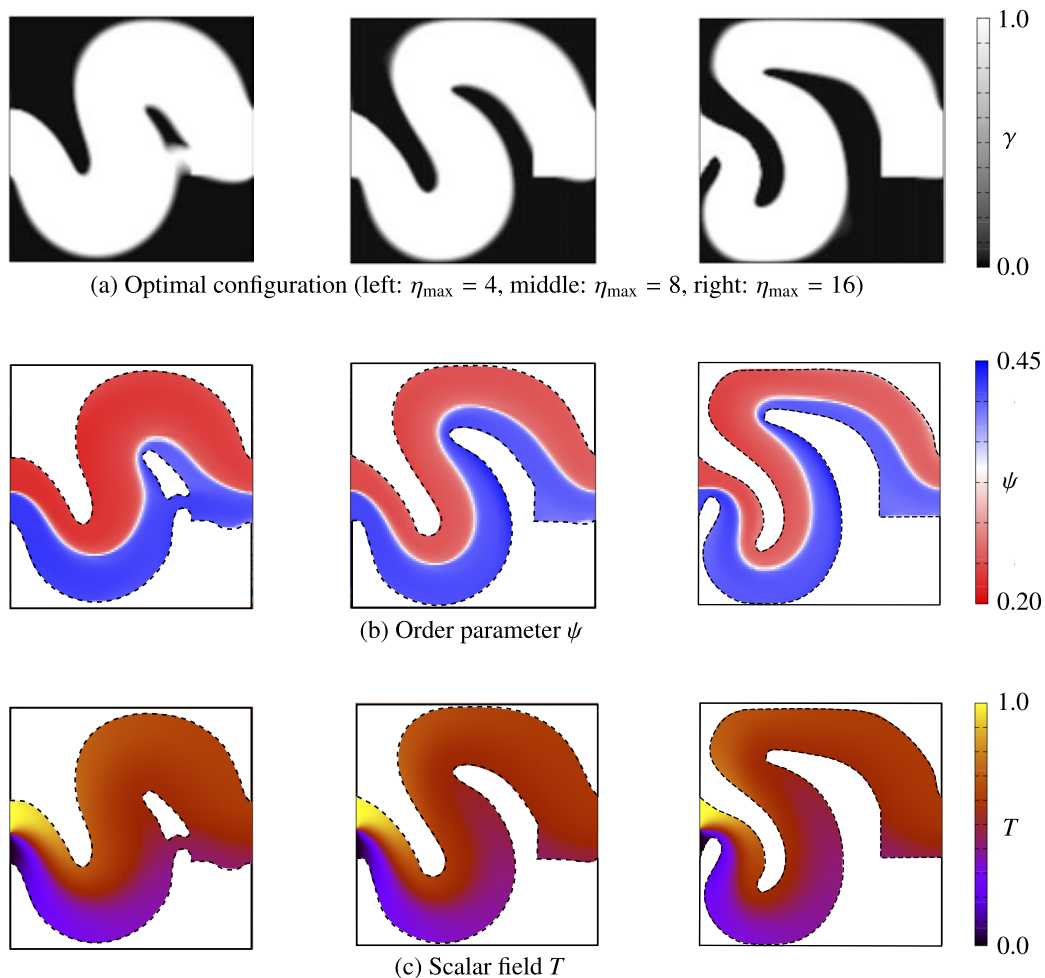 1.0
γ
0.0
(a) Optimal configuration (left: ηmax = 4, middle: ηmax = 8, right: ηmax = 16)
0.45
ψ
0.20
(b) Order parameter ψ
1.0
T
0.0
(c) Scalar field T